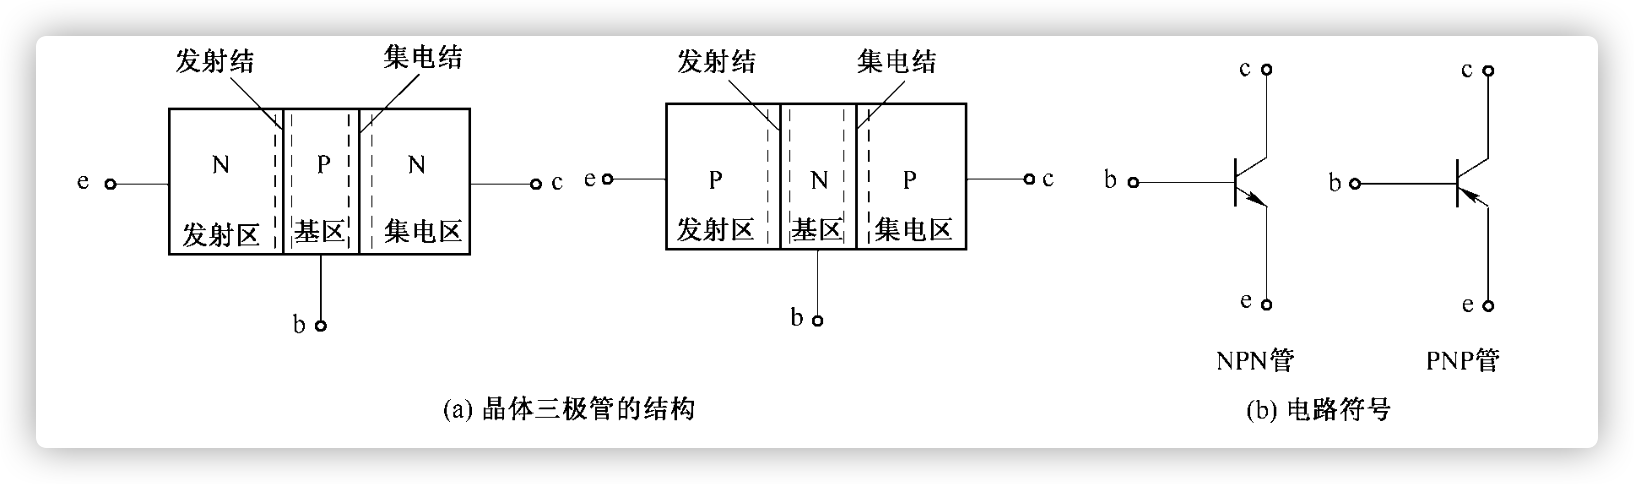 发射结 集电结 发射结 集电结 c c
N P N P N P
e c e c b b
发射区 基区 集电区 发射区 基区 集电区
b b e e
NPN管 PNP管
(a) 晶体三极管的结构 (b) 电路符号